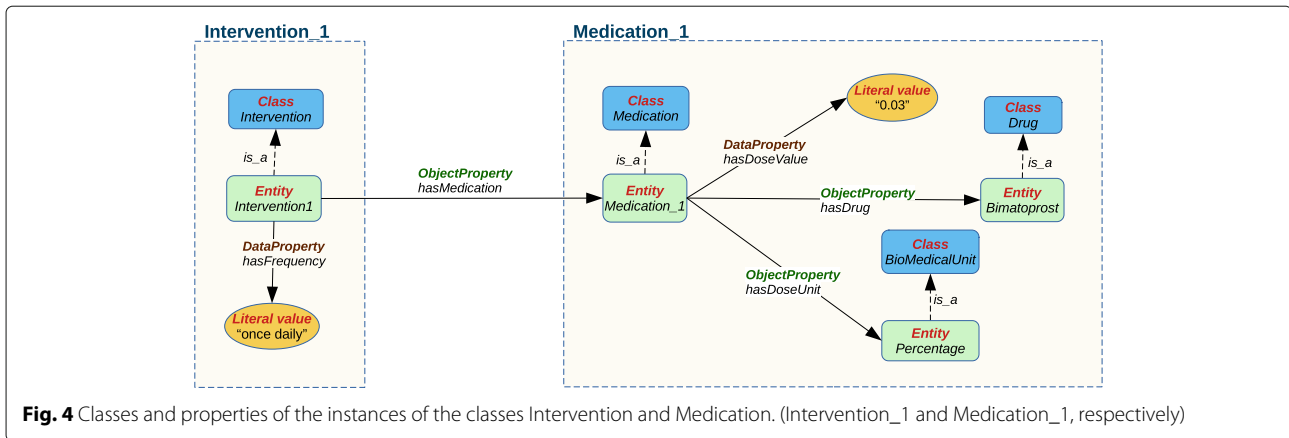 Intervention_1
Class
Intervention
is_a
Entity
Intervention1
DataProperty
hasFrequency
Literal value
“once daily”
ObjectProperty
hasMedication
Medication_1
Class
Medication
is_a
Entity
Medication_1
Literal value
“0.03”
DataProperty
hasDoseValue
ObjectProperty
hasDrug
Class
Drug
is_a
Entity
Bimatoprost
ObjectProperty
hasDoseUnit
Class
BioMedicalUnit
is_a
Entity
Percentage
Fig. 4 Classes and properties of the instances of the classes Intervention and Medication. (Intervention_1 and Medication_1, respectively)